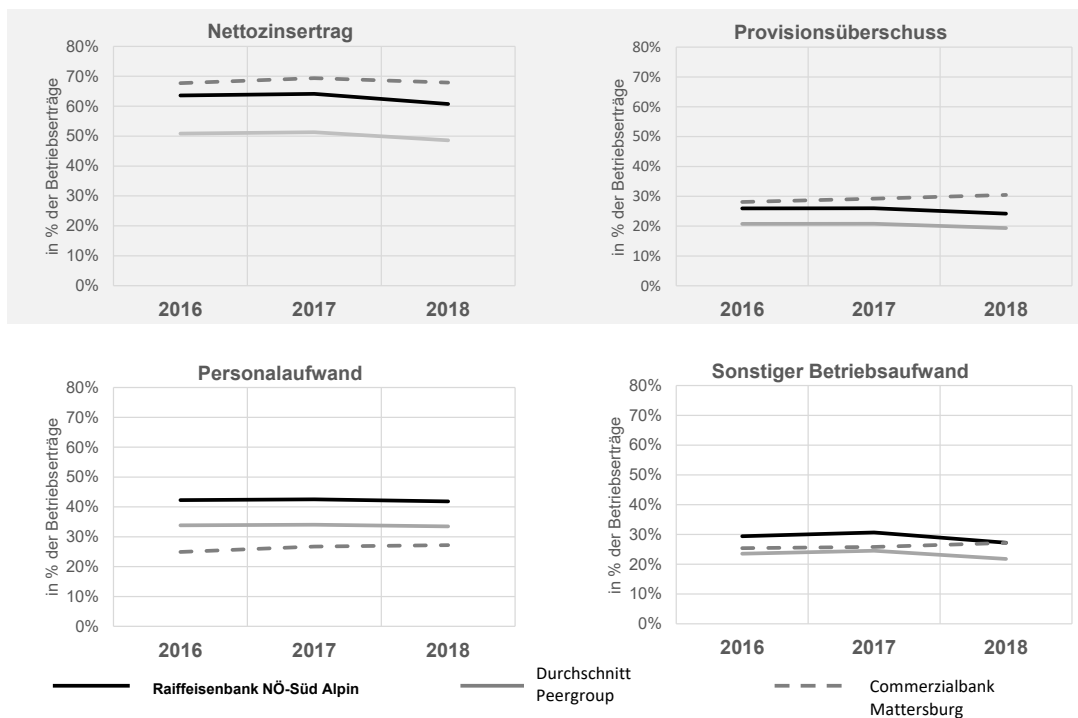 Nettozinsertrag
in % der Betriebserträge
80%
70%
60%
50%
40%
30%
20%
10%
0%
2016 2017 2018
Provisionsüberschuss
in % der Betriebserträge
80%
70%
60%
50%
40%
30%
20%
10%
0%
2016 2017 2018
Personalaufwand
in % der Betriebserträge
80%
70%
60%
50%
40%
30%
20%
10%
0%
2016 2017 2018
Sonstiger Betriebsaufwand
in % der Betriebserträge
80%
70%
60%
50%
40%
30%
20%
10%
0%
2016 2017 2018
Raiffeisenbank NÖ-Süd Alpin
Durchschnitt
Peergroup
Commerzialbank
Mattersburg